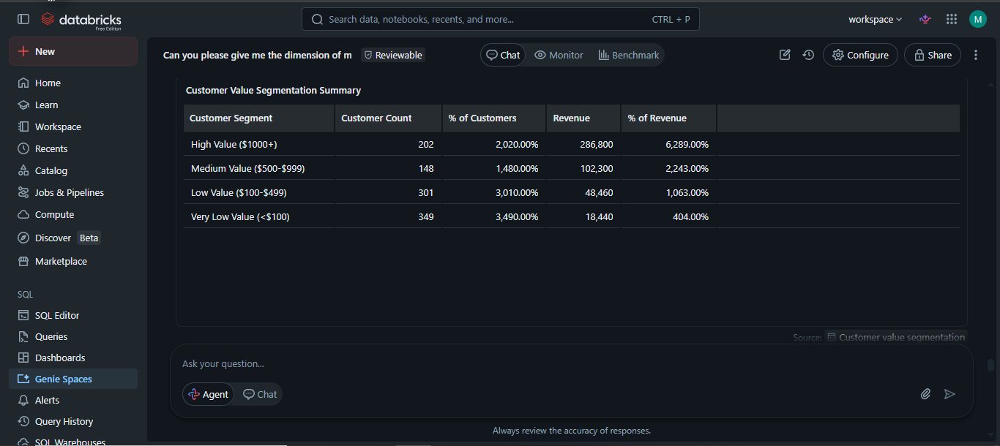 databricks
Free Edition
Search data, notebooks, recents, and more...
CTRL + P
workspace
M
New
Home
Learn
Workspace
Recents
Catalog
Jobs & Pipelines
Compute
Discover Beta
Marketplace
SQL
SQL Editor
Queries
Dashboards
Genie Spaces
Alerts
Query History
SQL Warehouses
Can you please give me the dimension of m
Reviewable
Chat
Monitor
Benchmark
Configure
Share
Customer Value Segmentation Summary
Customer Segment Customer Count % of Customers Revenue % of Revenue
High Value ($1000+) 202 2,020.00% 286,800 6,289.00%
Medium Value ($500-$999) 148 1,480.00% 102,300 2,243.00%
Low Value ($100-$499) 301 3,010.00% 48,460 1,063.00%
Very Low Value (<$100) 349 3,490.00% 18,440 404.00%
Source: Customer value segmentation
Ask your question...
Agent
Chat
Always review the accuracy of responses.